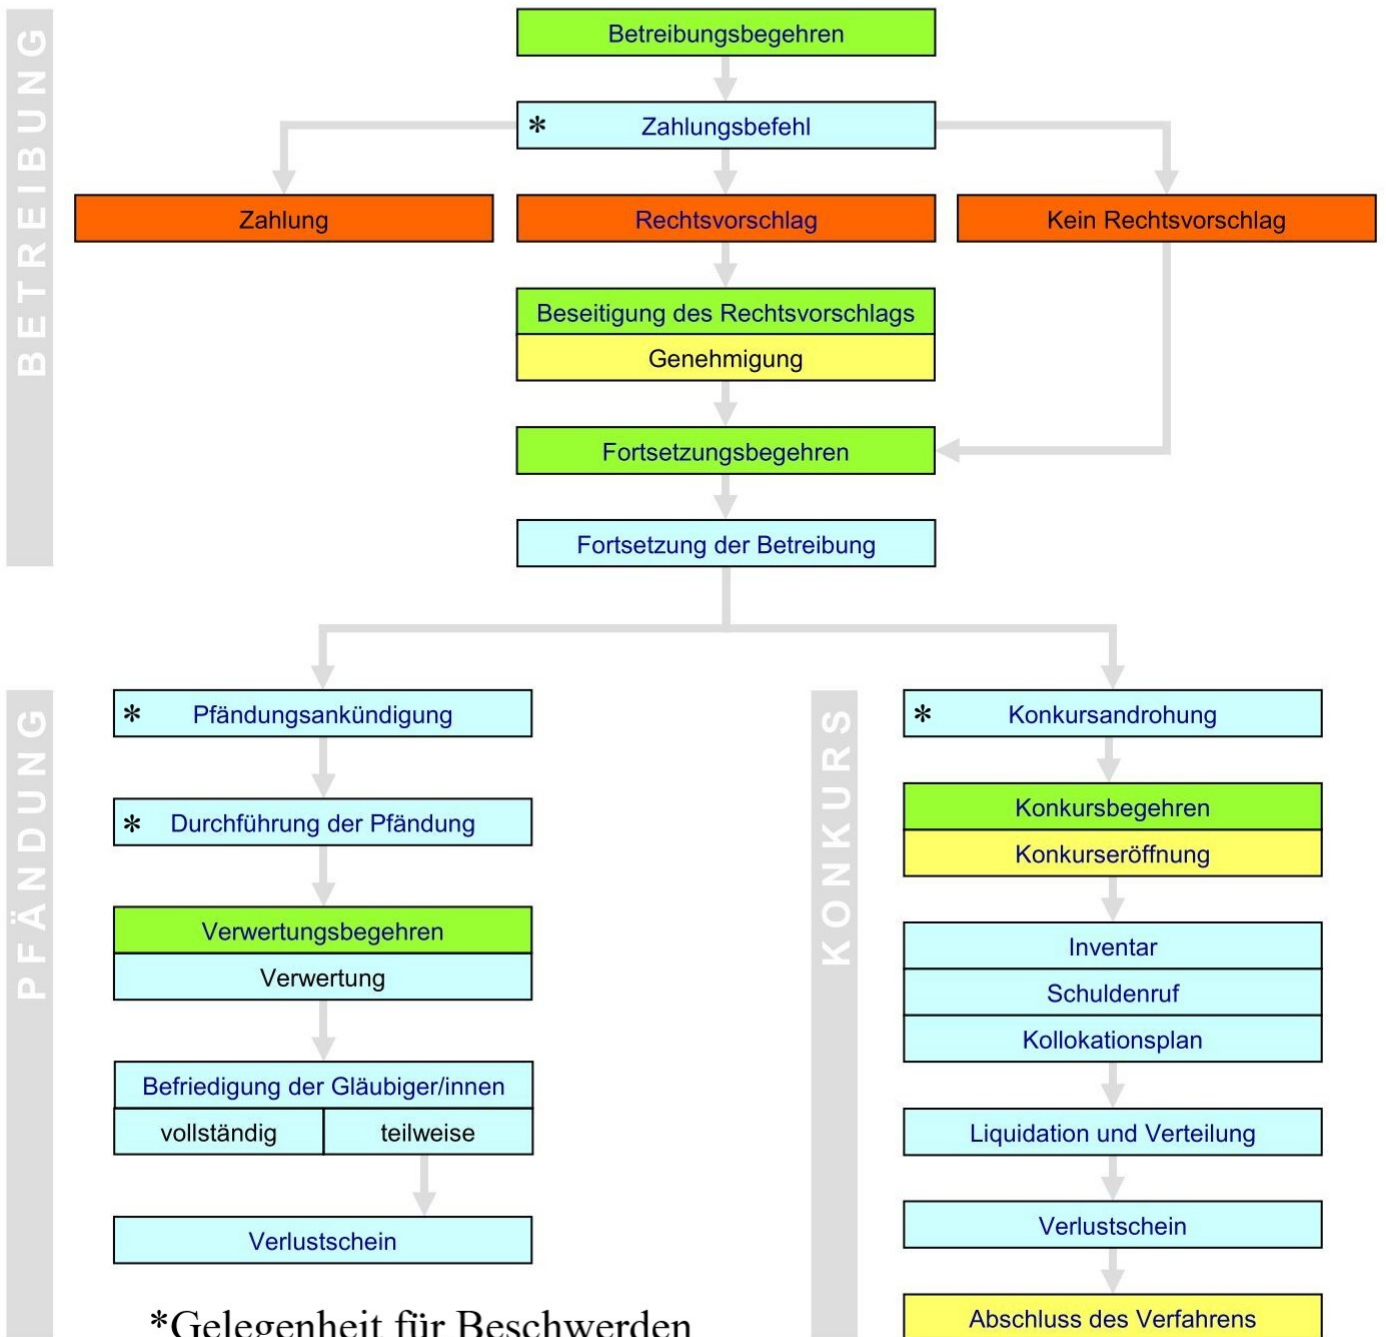 BETREIBUNG
Betreibungsbegehren
* Zahlungsbefehl
Zahlung
Rechtsvorschlag
Kein Rechtsvorschlag
Beseitigung des Rechtsvorschlags
Genehmigung
Fortsetzungsbegehren
Fortsetzung der Betreibung
PFÄNDUNG
* Pfändungsankündigung
* Durchführung der Pfändung
Verwertungsbegehren
Verwertung
Befriedigung der Gläubiger/innen
vollständig
teilweise
Verlustschein
*Gelegenheit für Beschwerden
KONKURS
* Konkursandrohung
Konkursbegehren
Konkurseröffnung
Inventar
Schuldenruf
Kollokationsplan
Liquidation und Verteilung
Verlustschein
Abschluss des Verfahrens